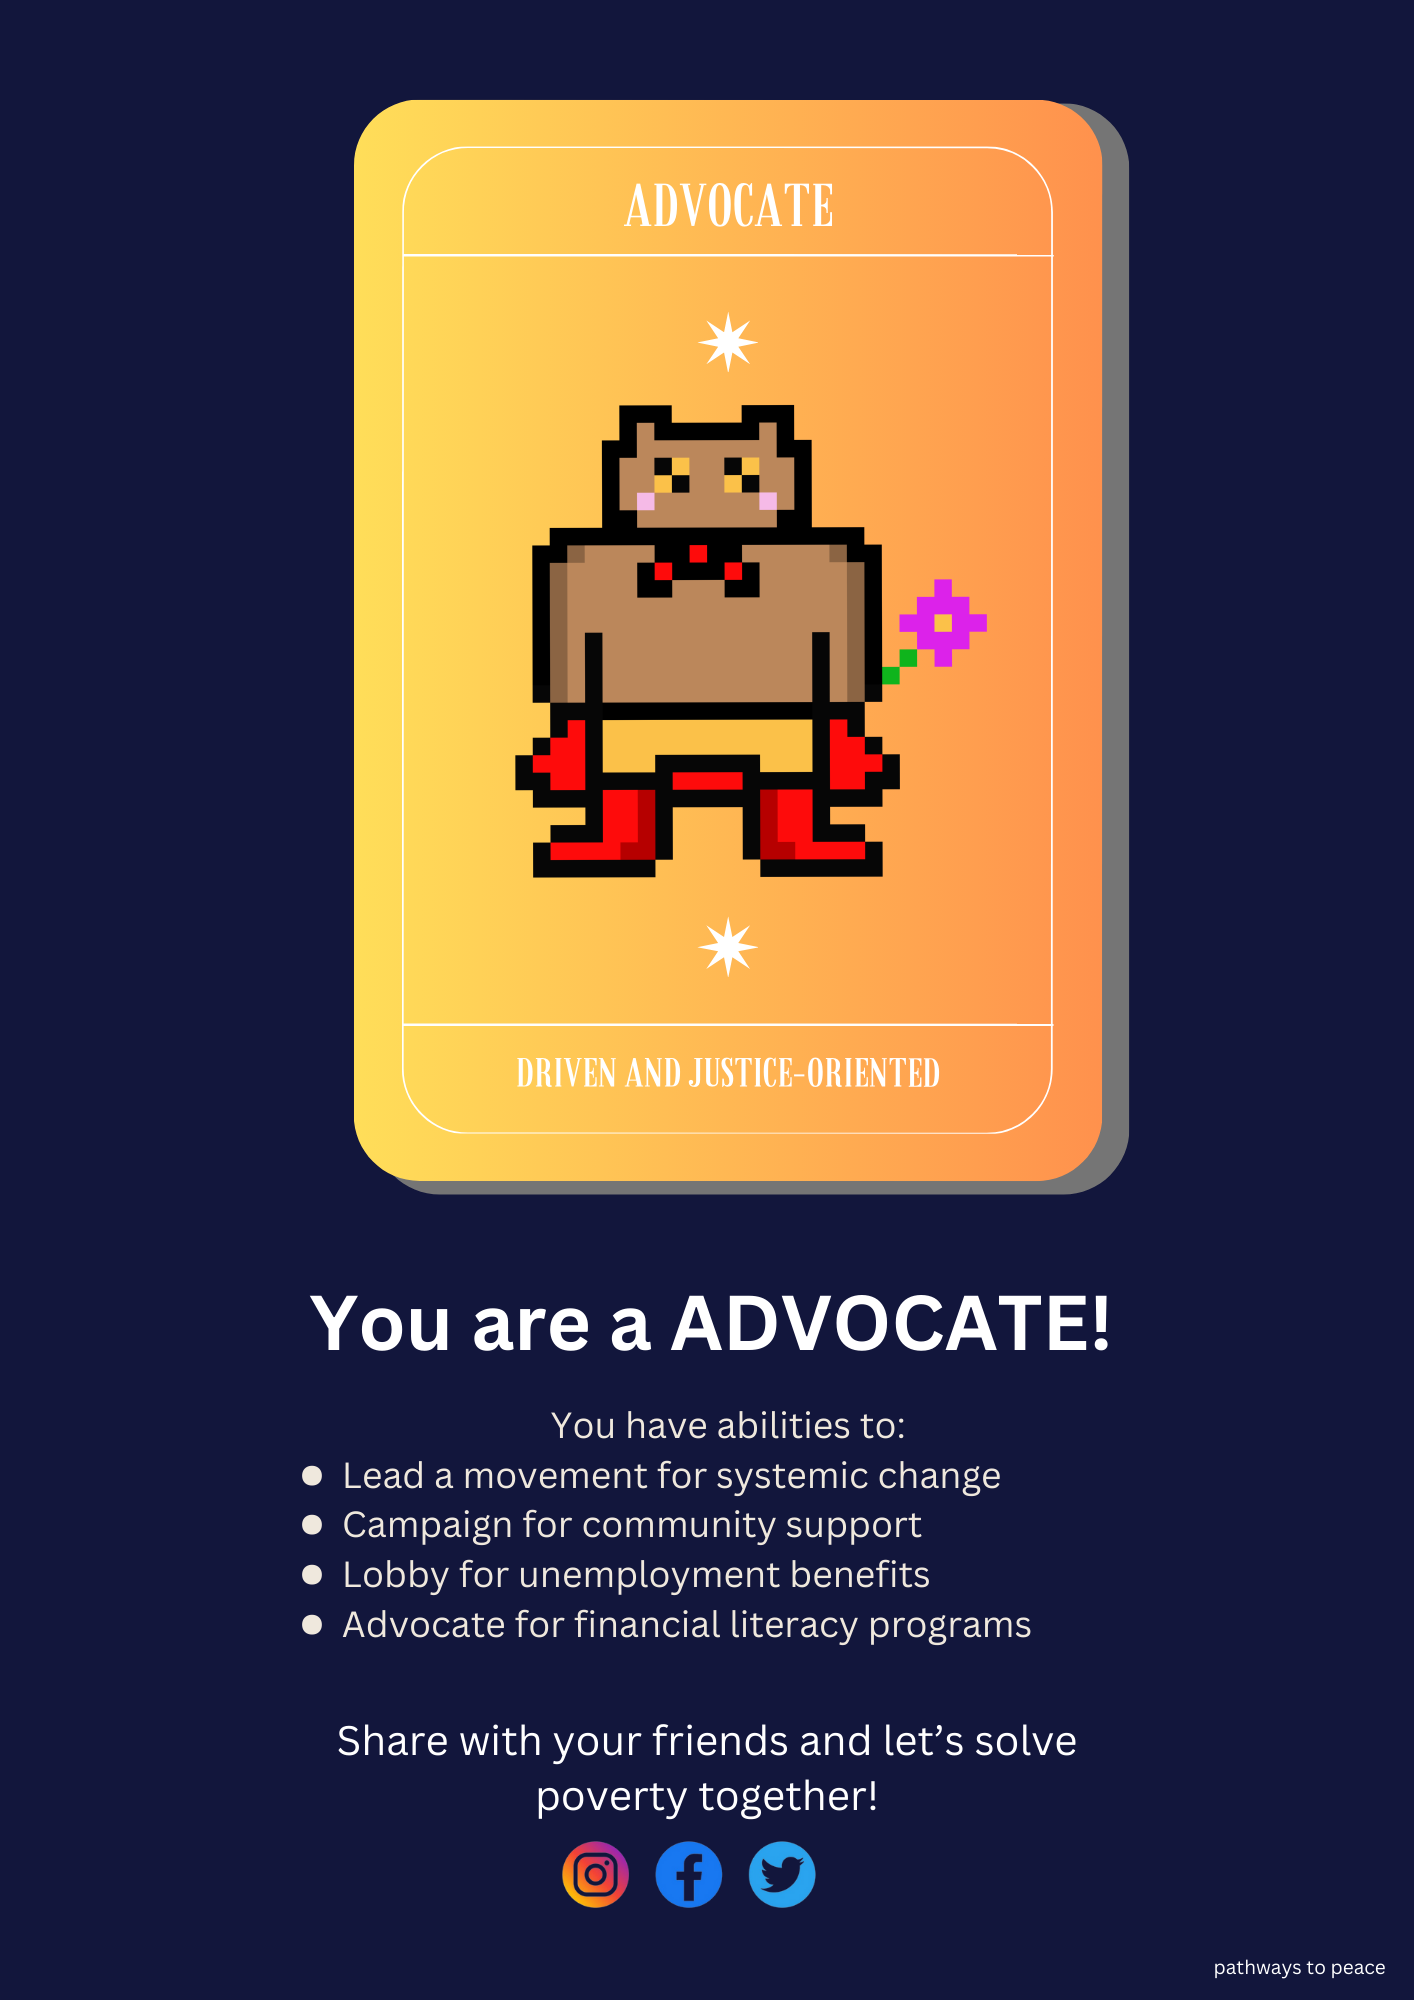 ADVOCATE
DRIVEN AND JUSTICE-ORIENTED
You are a ADVOCATE!
You have abilities to:
Lead a movement for systemic change
Campaign for community support
Lobby for unemployment benefits
Advocate for financial literacy programs
Share with your friends and let’s solve
poverty together!
pathways to peace